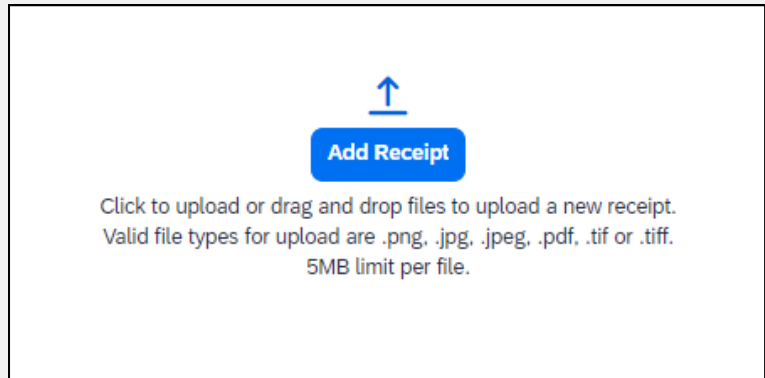 Add Receipt
Click to upload or drag and drop files to upload a new receipt.
Valid file types for upload are .png, .jpg, .jpeg, .pdf, .tif or .tiff.
5MB limit per file.